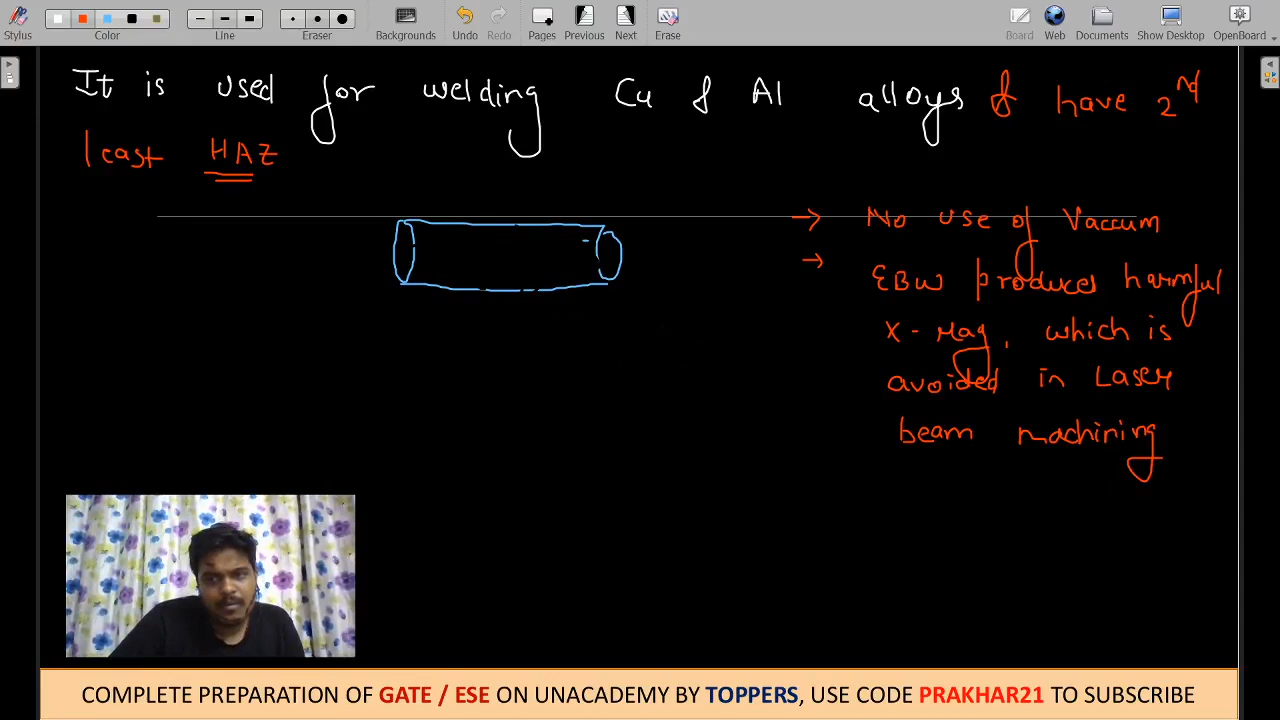 Stylus
Color
Line
Eraser
Backgrounds
Undo
Redo
Pages
Previous
Next
Erase
Board
Web
Documents
Show Desktop
OpenBoard
It is used for welding Cu & Al alloys & have 2nd
least HAZ
→ No use of Vaccum
→ EBW produces harmful
X-Ray, which is
avoided in Laser
beam machining
COMPLETE PREPARATION OF GATE / ESE ON UNACADEMY BY TOPPERS, USE CODE PRAKHAR21 TO SUBSCRIBE